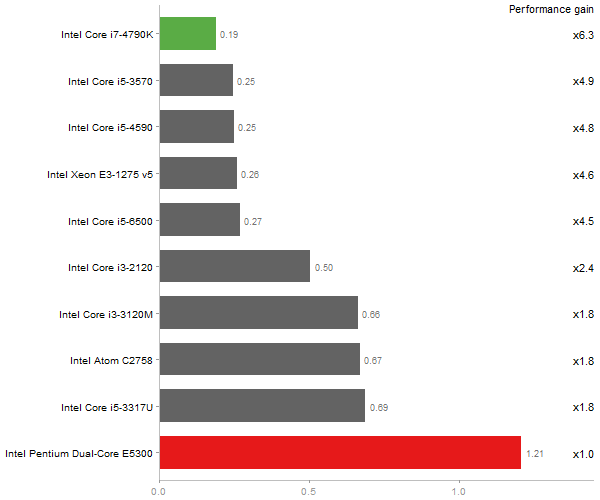 Performance gain
Intel Core i7-4790K 0.19 x6.3
Intel Core i5-3570 0.25 x4.9
Intel Core i5-4590 0.25 x4.8
Intel Xeon E3-1275 v5 0.26 x4.6
Intel Core i5-6500 0.27 x4.5
Intel Core i3-2120 0.50 x2.4
Intel Core i3-3120M 0.66 x1.8
Intel Atom C2758 0.67 x1.8
Intel Core i5-3317U 0.69 x1.8
Intel Pentium Dual-Core E5300 1.21 x1.0
0.0 0.5 1.0